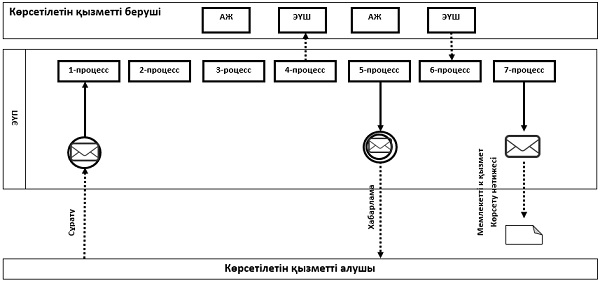 Көрсетілетін қызметті беруші
АЖ
ЭҮШ
АЖ
ЭҮШ
ЭҮП
1-процесс
2-процесс
3-роцесс
4-процесс
5-процесс
6-процесс
7-процесс
Сұрату
Хабарлама
Мемлекетті к қызмет
Көрсету нәтижесі
Көрсетілетін қызметті алушы